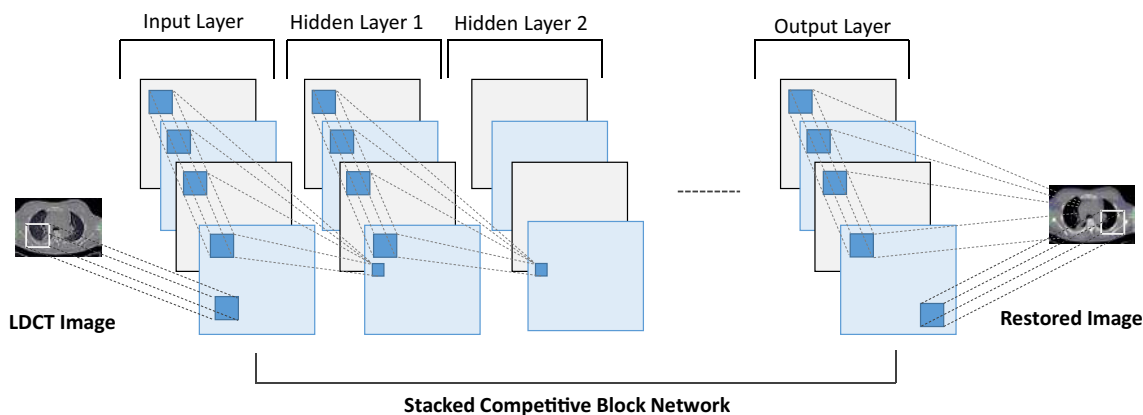 Input Layer
Hidden Layer 1
Hidden Layer 2
Output Layer
LDCT Image
Restored Image
Stacked Competitive Block Network